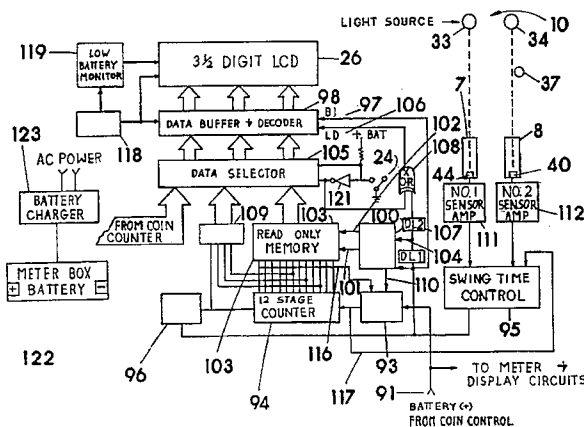 LIGHT SOURCE
10
33
34
119
LOW
BATTERY
MONITOR
3½ DIGIT LCD
26
37
98
97
106
7
8
118
DATA BUFFER + DECODER
BI
LD
+
BAT
102
108
123
AC POWER
105
24
DATA SELECTOR
121
X
OR
44
40
BATTERY
CHARGER
NO. 1
SENSOR
AMP
NO. 2
SENSOR
AMP
112
111
FROM COIN
COUNTER
109
103
100
DL2
107
READ ONLY
MEMORY
104
DL1
METER BOX
+ BATTERY −
101
110
SWING TIME
CONTROL
95
12 STAGE
COUNTER
122
96
103
94
116
93
117
91
TO METER +
DISPLAY CIRCUITS
BATTERY (+)
FROM COIN CONTROL